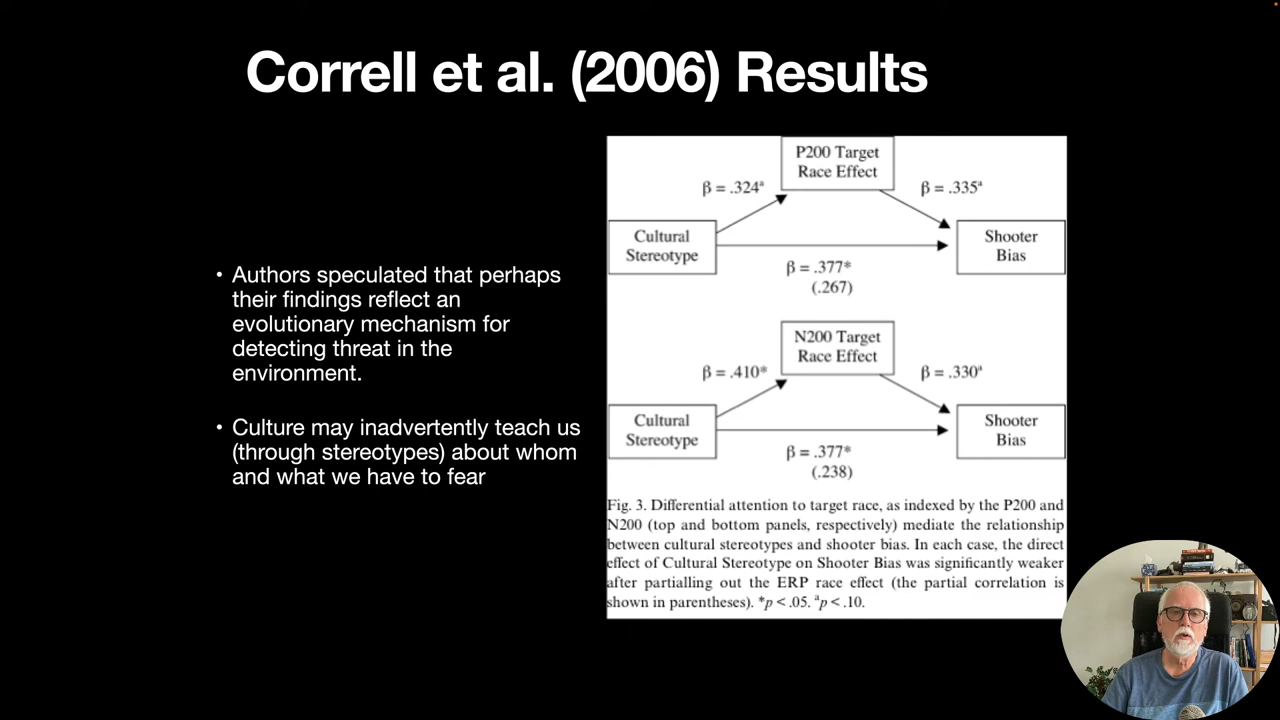 Correll et al. (2006) Results
• Authors speculated that perhaps
their findings reflect an
evolutionary mechanism for
detecting threat in the
environment.
• Culture may inadvertently teach us
(through stereotypes) about whom
and what we have to fear
P200 Target
Race Effect
β = .324ᵃ
β = .335ᵃ
Cultural
Stereotype
Shooter
Bias
β = .377*
(.267)
N200 Target
Race Effect
β = .410*
β = .330ᵃ
Cultural
Stereotype
Shooter
Bias
β = .377*
(.238)
Fig. 3. Differential attention to target race, as indexed by the P200 and
N200 (top and bottom panels, respectively) mediate the relationship
between cultural stereotypes and shooter bias. In each case, the direct
effect of Cultural Stereotype on Shooter Bias was significantly weaker
after partialling out the ERP race effect (the partial correlation is
shown in parentheses). *p < .05. ᵃp < .10.